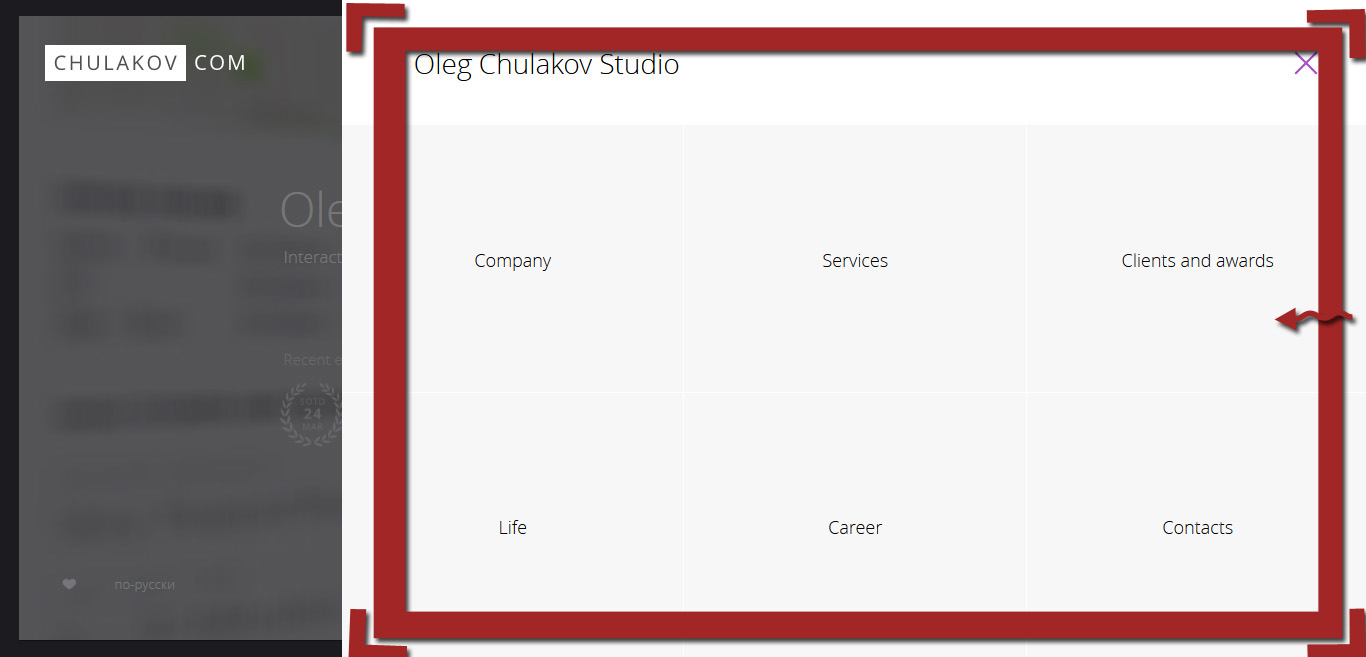 CHULAKOV COM
Oleg Chulakov Studio
Ole
Interact
Recent e
SOTD
24
MAR
Company
Services
Clients and awards
Life
Career
Contacts
по-русски